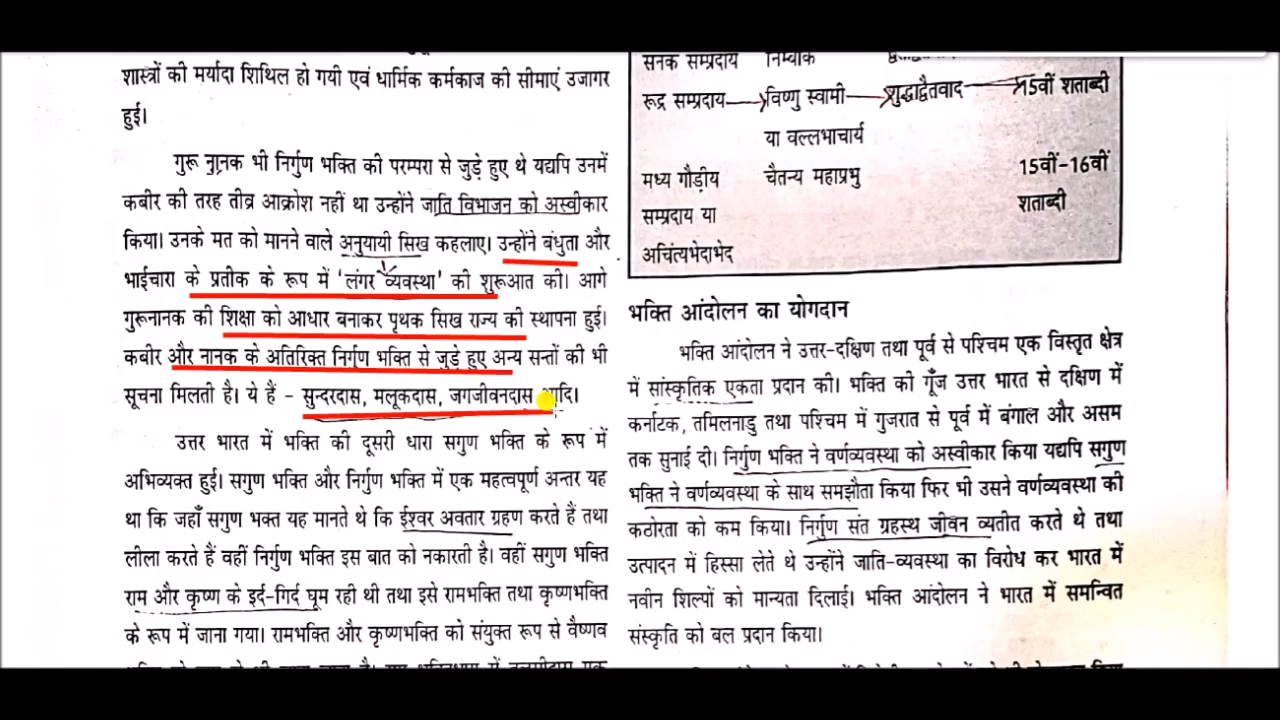 शास्त्रों की मर्यादा शिथिल हो गयी एवं धार्मिक कर्मकाज की सीमाएं उजागर
हुई।
गुरू नानक भी निर्गुण भक्ति की परम्परा से जुड़े हुए थे यद्यपि उनमें
कबीर की तरह तीव्र आक्रोश नहीं था उन्होंने जाति विभाजन को अस्वीकार
किया। उनके मत को मानने वाले अनुयायी सिख कहलाए। उन्होंने बंधुता और
भाईचारा के प्रतीक के रूप में 'लंगर व्यवस्था' की शुरूआत की। आगे
गुरूनानक की शिक्षा को आधार बनाकर पृथक सिख राज्य की स्थापना हुई।
कबीर और नानक के अतिरिक्त निर्गुण भक्ति से जुड़े हुए अन्य सन्तों की भी
सूचना मिलती है। ये हैं - सुन्दरदास, मलूकदास, जगजीवनदास आदि।
उत्तर भारत में भक्ति की दूसरी धारा सगुण भक्ति के रूप में
अभिव्यक्त हुई। सगुण भक्ति और निर्गुण भक्ति में एक महत्वपूर्ण अन्तर यह
था कि जहाँ सगुण भक्त यह मानते थे कि ईश्वर अवतार ग्रहण करते हैं तथा
लीला करते हैं वहीं निर्गुण भक्ति इस बात को नकारती है। वहीं सगुण भक्ति
राम और कृष्ण के इर्द-गिर्द घूम रही थी तथा इसे रामभक्ति तथा कृष्णभक्ति
के रूप में जाना गया। रामभक्ति और कृष्णभक्ति को संयुक्त रूप से वैष्णव
सनक सम्प्रदाय निम्बार्क
रूद्र सम्प्रदाय विष्णु स्वामी शुद्धाद्वैतवाद 15वीं शताब्दी
या वल्लभाचार्य
मध्य गौड़ीय चैतन्य महाप्रभु 15वीं-16वीं
सम्प्रदाय या शताब्दी
अचिंत्यभेदाभेद
भक्ति आंदोलन का योगदान
भक्ति आंदोलन ने उत्तर-दक्षिण तथा पूर्व से पश्चिम एक विस्तृत क्षेत्र
में सांस्कृतिक एकता प्रदान की। भक्ति की गूँज उत्तर भारत से दक्षिण में
कर्नाटक, तमिलनाडु तथा पश्चिम में गुजरात से पूर्व में बंगाल और असम
तक सुनाई दी। निर्गुण भक्ति ने वर्णव्यवस्था को अस्वीकार किया यद्यपि सगुण
भक्ति ने वर्णव्यवस्था के साथ समझौता किया फिर भी उसने वर्णव्यवस्था की
कठोरता को कम किया। निर्गुण संत ग्रहस्थ जीवन व्यतीत करते थे तथा
उत्पादन में हिस्सा लेते थे उन्होंने जाति-व्यवस्था का विरोध कर भारत में
नवीन शिल्पों को मान्यता दिलाई। भक्ति आंदोलन ने भारत में समन्वित
संस्कृति को बल प्रदान किया।